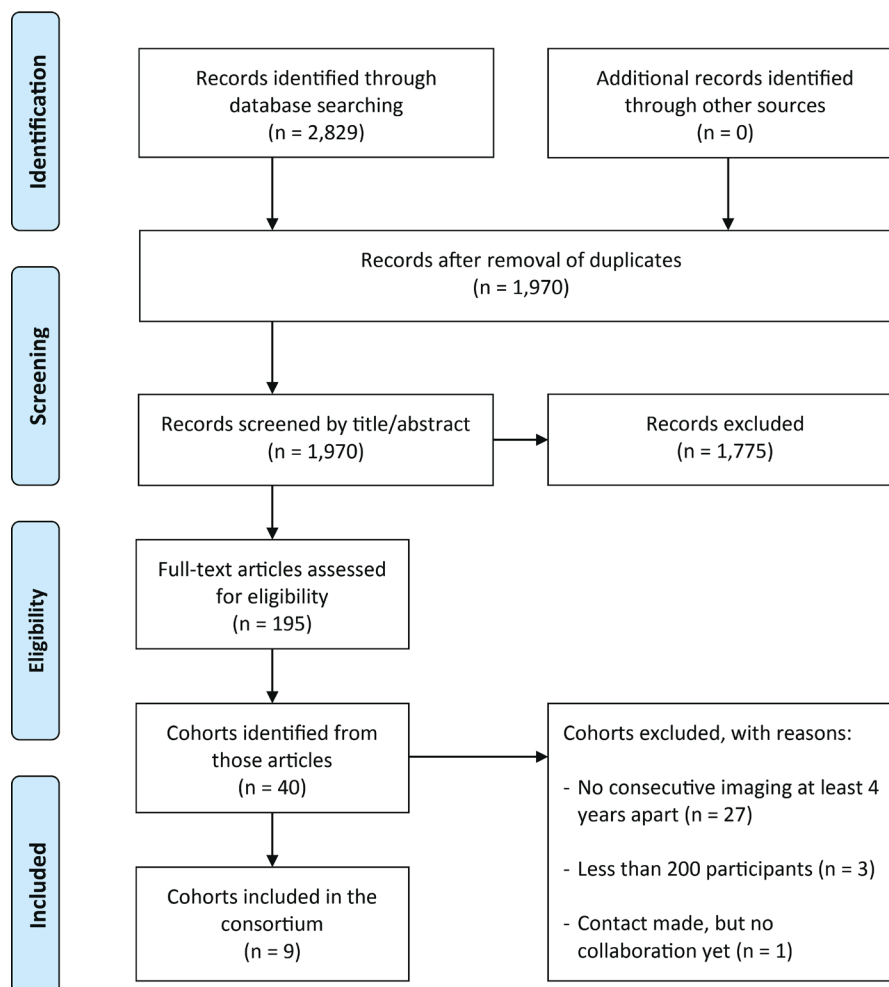 Identification
Records identified through
database searching
(n = 2,829)
Additional records identified
through other sources
(n = 0)
Records after removal of duplicates
(n = 1,970)
Screening
Records screened by title/abstract
(n = 1,970)
Records excluded
(n = 1,775)
Eligibility
Full-text articles assessed
for eligibility
(n = 195)
Cohorts identified from
those articles
(n = 40)
Cohorts excluded, with reasons:
- No consecutive imaging at least 4
years apart (n = 27)
- Less than 200 participants (n = 3)
- Contact made, but no
collaboration yet (n = 1)
Included
Cohorts included in the
consortium
(n = 9)